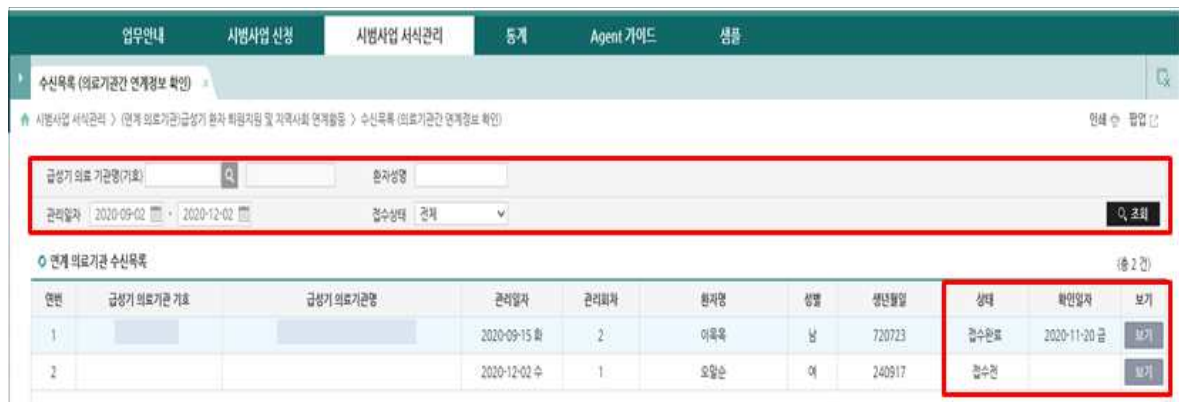 업무안내 시범사업 신청 시범사업 서식관리 통계 Agent 가이드 샘플
수신목록 (의료기관간 연계정보 확인)
시범사업 서식관리 > (연계 의료기관)급성기 환자 퇴원지원 및 지역사회 연계활동 > 수신목록 (의료기관간 연계정보 확인) 인쇄 팝업
급성기 의료 기관명(기호) 환자성명
관리일자 2020-09-02 - 2020-12-02 접수상태 전체 조회
연계 의료기관 수신목록 (총 2 건)
연번 급성기 의료기관 기호 급성기 의료기관명 관리일자 관리회차 환자명 성별 생년월일 상태 확인일자 보기
1 2020-09-15 화 2 남 720723 접수완료 2020-11-20 금 보기
2 2020-12-02 수 1 오말순 여 240917 접수전 보기